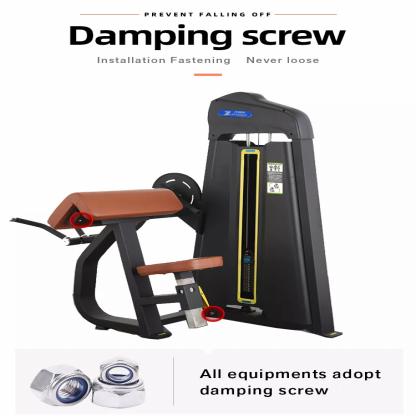 PREVENT FALLING OFF
Damping screw
Installation Fastening Never loose
All equipments adopt
damping screw